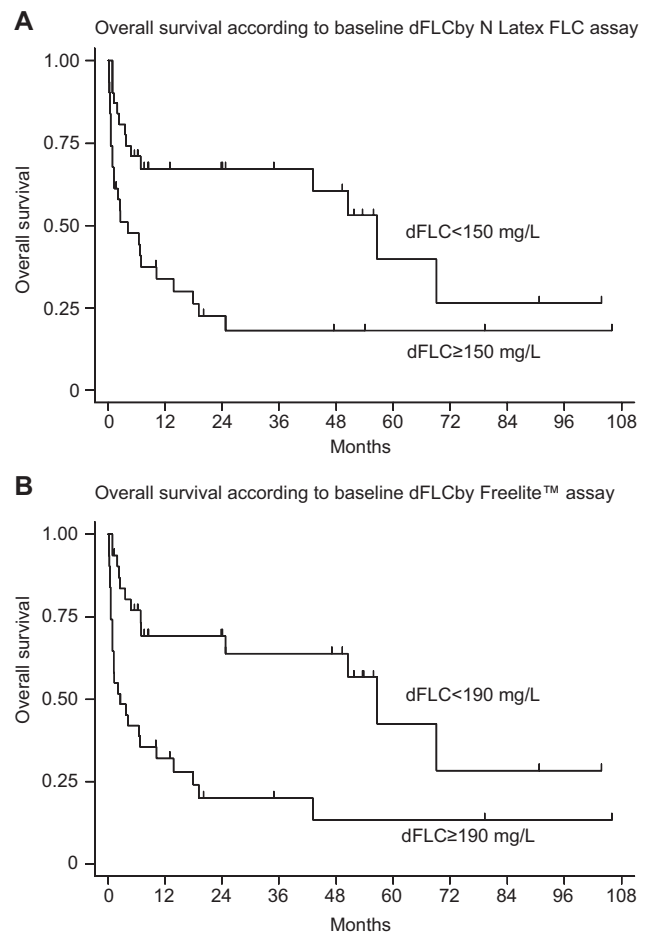 A
Overall survival according to baseline dFLCby N Latex FLC assay
Overall survival
1.00
0.75
0.50
0.25
0
dFLC<150 mg/L
dFLC≥150 mg/L
0 12 24 36 48 60 72 84 96 108
Months
B
Overall survival according to baseline dFLCby Freelite™ assay
Overall survival
1.00
0.75
0.50
0.25
0
dFLC<190 mg/L
dFLC≥190 mg/L
0 12 24 36 48 60 72 84 96 108
Months